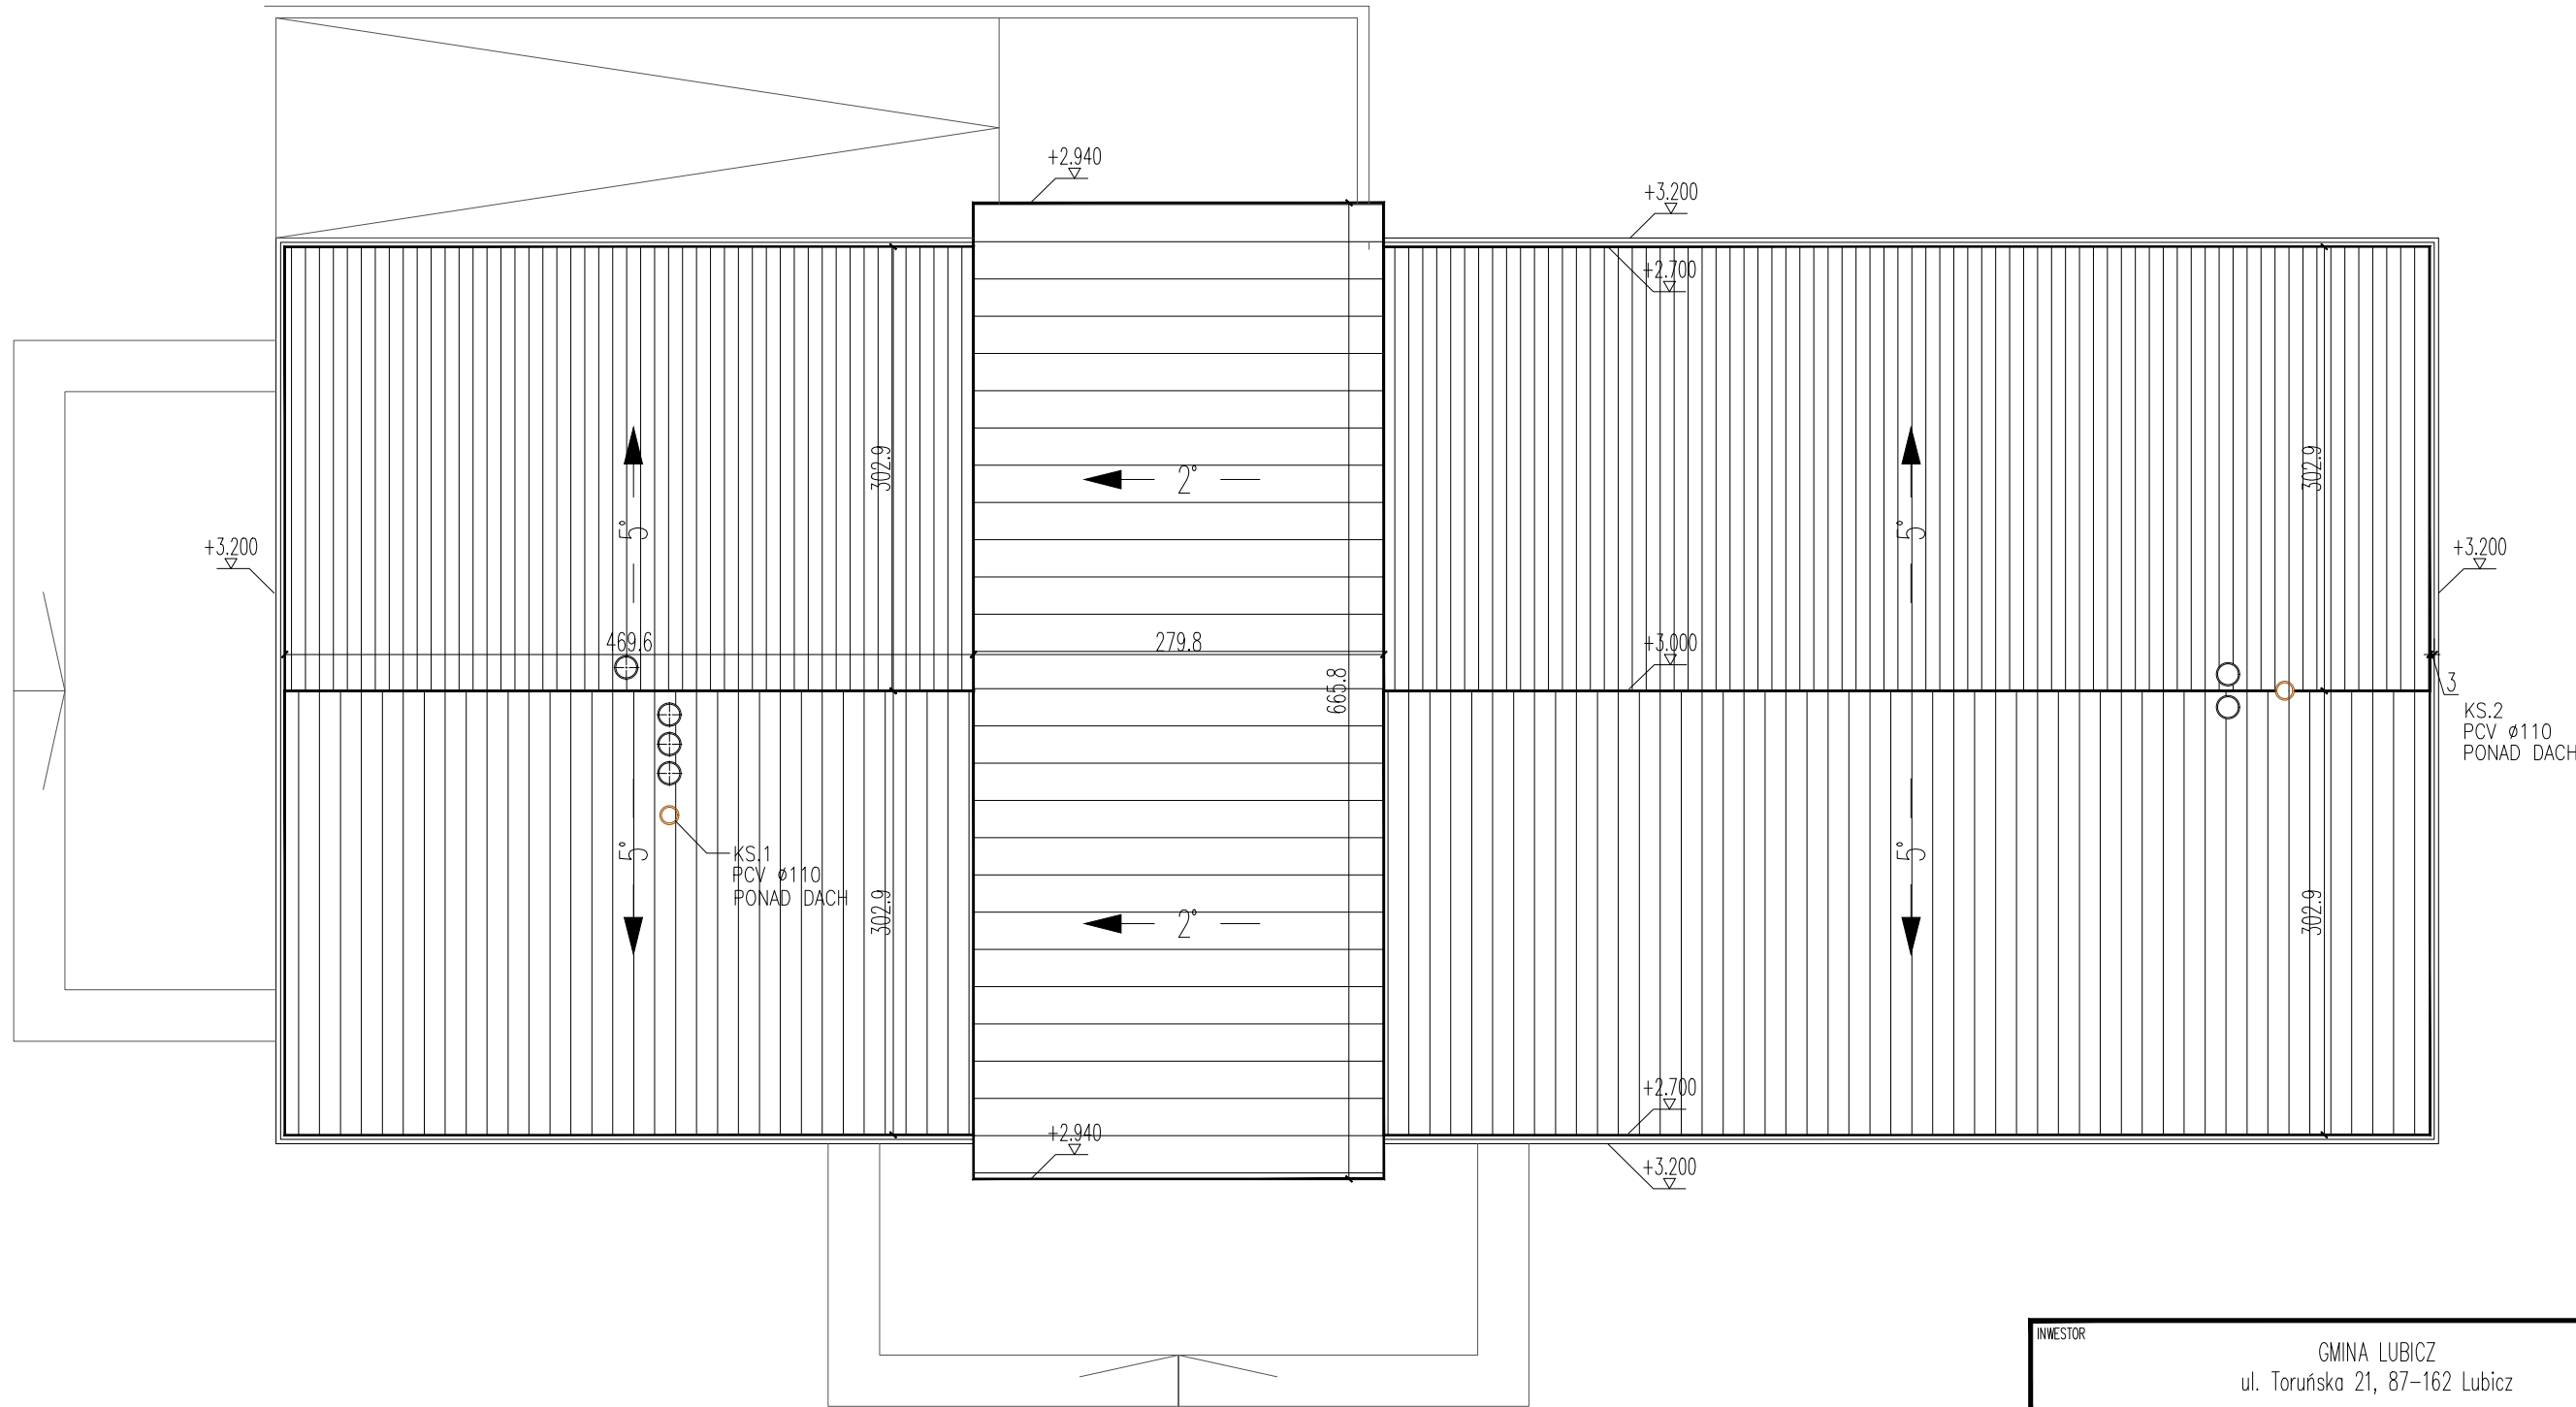 +2.940
+3.200
+2.700
302.9
302.9
2°
5°
5°
+3.200
+3.200
469.6
279.8
+3.000
665.8
3
KS.2
PCV ø110
PONAD DACH
5°
5°
KS.1
PCV ø110
PONAD DACH
302.9
302.9
2°
+2.700
+2.940
+3.200
INWESTOR
GMINA LUBICZ
ul. Toruńska 21, 87-162 Lubicz